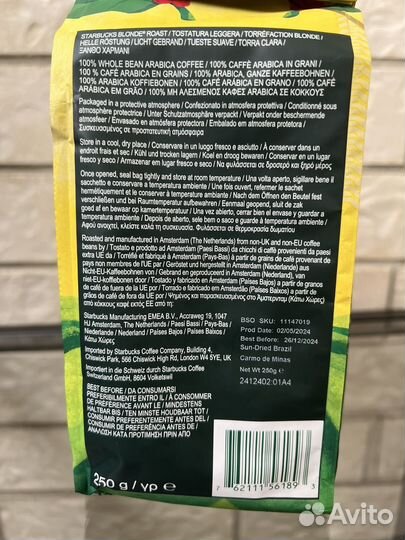 STARBUCKS BLONDE® ROAST / TOSTATURA LEGGERA / TORRÉFACTION BLONDE /
HELLE RÖSTUNG / LICHT GEBRAND / TUESTE SUAVE / TORRA CLARA /
ΞΑΝΘΟ ΧΑΡΜΑΝΙ
100% WHOLE BEAN ARABICA COFFEE / 100% CAFFÈ ARABICA IN GRANI /
100 % CAFÉ ARABICA EN GRAINS / 100% ARABICA, GANZE KAFFEEBOHNEN /
100% ARABICA KOFFIEBONEN / 100 % CAFÉ ARABICA EN GRANO / 100 % CAFÉ
ARÁBICA EM GRÃO / 100% ΜΗ ΑΛΕΣΜΕΝΟΣ ΚΑΦΕΣ ARABICA ΣΕ ΚΟΚΚΟΥΣ
Packaged in a protective atmosphere / Confezionato in atmosfera protettiva / Conditionné sous
atmosphère protectrice / Unter Schutzatmosphäre verpackt / Verpakt onder beschermende
atmosfeer / Envasado en atmósfera protectora / Embalado em atmosfera protetora /
Συσκευασμένος σε προστατευτική ατμόσφαιρα
Store in a cool, dry place / Conservare in un luogo fresco e asciutto / À conserver dans un
endroit frais et sec / Kühl und trocken lagern / Koel en droog bewaren / Conservar en un lugar
fresco y seco / Armazenar em lugar fresco e seco / Να φυλάσσεται σε δροσερό και ξηρό μέρος
Once opened, seal bag tightly and store at room temperature / Una volta aperto, sigillare bene il
sacchetto e conservare a temperatura ambiente / Une fois ouvert, refermer le sachet
hermétiquement et le conserver à température ambiante / Nach dem Öffnen den Beutel fest
verschließen und bei Raumtemperatur aufbewahren / Eenmaal geopend, sluit de zak
goed af en bewaar op kamertemperatuur / Una vez abierto, cerrar bien el envase y guardar a
temperatura ambiente / Depois de aberto, sele bem o saco e guarde à temperatura ambiente /
Αφού ανοιχτεί, κλείστε καλά τη συσκευασία. Φυλάσσεται σε θερμοκρασία δωματίου
Roasted and manufactured in Amsterdam (The Netherlands) from non-UK and non-EU coffee
beans by / Tostato e prodotto ad Amsterdam (Paesi Bassi) a partire da chicchi di caffè provenienti da paesi
extra UE da / Torréfié et fabriqué à Amsterdam (Pays-Bas) à partir de grains de café provenant de
pays non membres de l'UE par / Geröstet und hergestellt in Amsterdam (Niederlande) aus
Nicht-EU-Kaffeebohnen von / Gebrand en geproduceerd in Amsterdam (Nederland) van
niet-EU-koffiebonen door / Tostado y fabricado en Ámsterdam (Países Bajos) a partir de granos
de café de fuera de la UE por / Torrado e fabricado em Amsterdão (Países Baixos) a partir de
grãos de café de fora da UE por / Ψημένος και παρασκευασμένος στο Άμστερνταμ (Κάτω Χώρες)
από κόκκους καφέ εκτός ΕΕ από τη:
Starbucks Manufacturing EMEA B.V., Accraweg 19, 1047
HJ Amsterdam, The Netherlands / Paesi Bassi / Pays-Bas /
Niederlande / Nederland / Países Bajos / Países Baixos /
Κάτω Χώρες
Imported by Starbucks Coffee Company, Building 4,
Chiswick Park, 566 Chiswick High Rd, London W4 5YE, UK
Importiert in die Schweiz durch Starbucks Coffee
Switzerland GmbH, 8604 Volketswil
BEST BEFORE / DA CONSUMARSI
PREFERIBILMENTE ENTRO IL / À CONSOMMER
DE PRÉFÉRENCE AVANT LE / MINDESTENS
HALTBAR BIS / TEN MINSTE HOUDBAAR TOT /
CONSUMIR PREFERENTEMENTE ANTES DEL /
CONSUMIR DE PREFERÊNCIA ANTES DE /
ΑΝΑΛΩΣΗ ΚΑΤΑ ΠΡΟΤΙΜΗΣΗ ΠΡΙΝ ΑΠΟ
BSO SKU: 11147019
Prod Date: 02/05/2024
Best Before: 26/12/2024
Sun-Dried Brazil
Carmo de Minas
Net Wt 250g ℮
2412402.01A4
250 g / γρ ℮
7 62111 56189 3
Avito